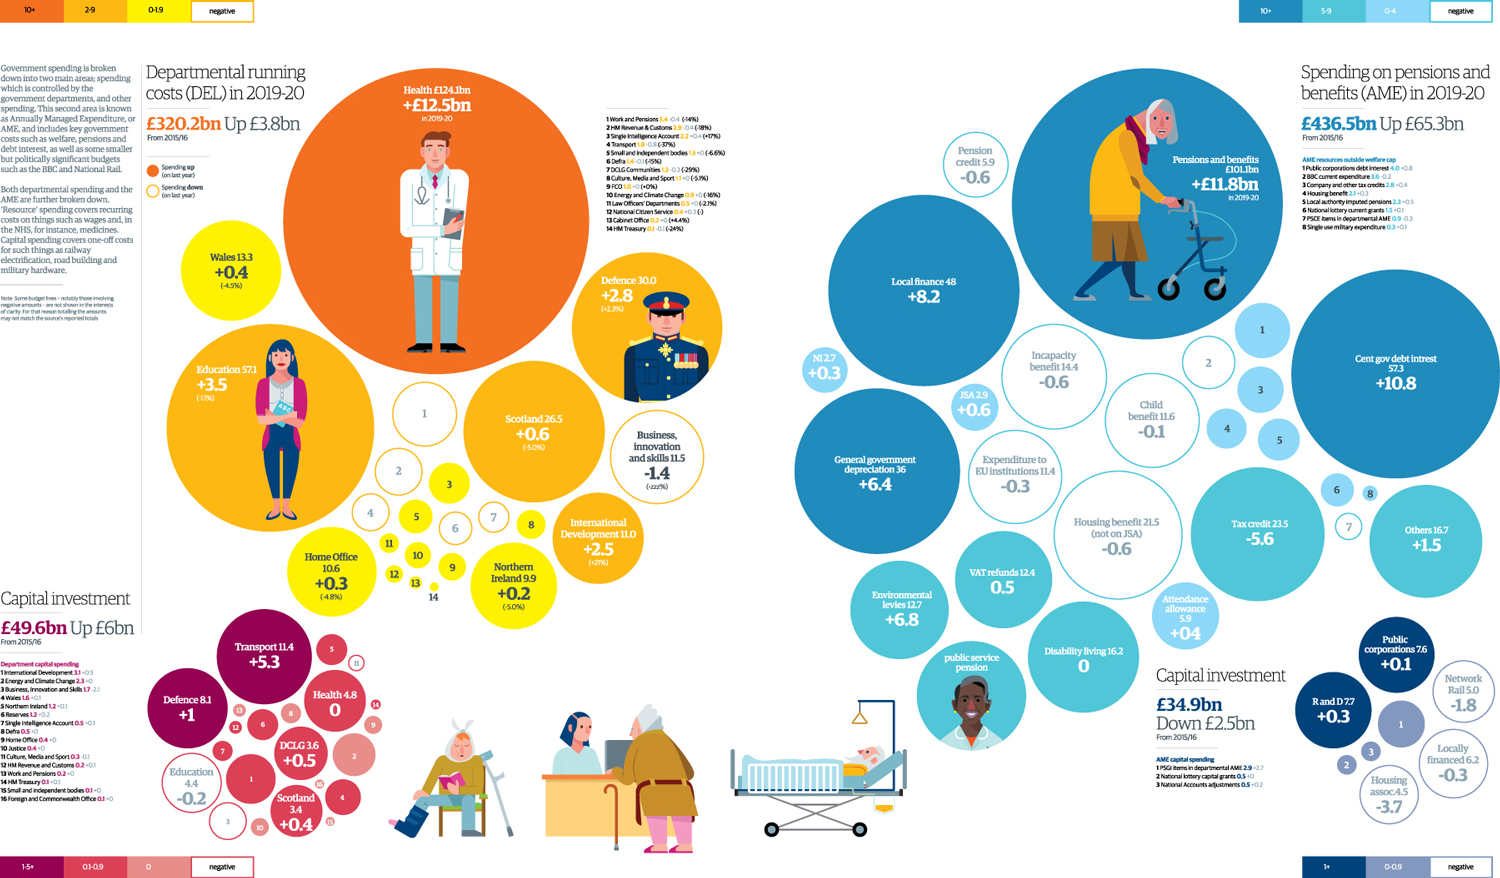 10+
2-9
0-1.9
negative
10+
5-9
0-4
negative
Government spending is broken
down into two main areas; spending
which is controlled by the
government departments, and other
spending. This second area is known
as Annually Managed Expenditure, or
AME, and includes key government
costs such as welfare, pensions and
debt interest, as well as some smaller
but politically significant budgets
such as the BBC and National Rail.
Both departmental spending and the
AME are further broken down.
'Resource' spending covers recurring
costs on things such as wages and, in
the NHS, for instance, medicines.
Capital spending covers one-off costs
for such things as railway
electrification, road building and
military hardware.
Note: Some budget lines – notably those involving
negative amounts – are not shown in the interests
of clarity. For that reason totalling the amounts
may not match the source's reported totals
Departmental running
costs (DEL) in 2019-20
£320.2bn Up £3.8bn
From 2015/16
Spending up
(on last year)
Spending down
(on last year)
Health £124.1bn
+£12.5bn
in 2019-20
1 Work and Pensions 5.4 -0.4 (-14%)
2 HM Revenue & Customs 2.9 -0.4 (-18%)
3 Single Intelligence Account 2.2 +0.4 (+17%)
4 Transport 1.8 -0.8 (-37%)
5 Small and independent bodies 1.5 +0 (-6.6%)
6 Defra 1.4 -0.1 (-15%)
7 DCLG Communities 1.2 -0.3 (-29%)
8 Culture, Media and Sport 1.1 +0 (-5.1%)
9 FCO 1.0 +0 (+0%)
10 Energy and Climate Change 0.9 +0 (-16%)
11 Law Officers' Departments 0.5 +0 (-2.1%)
12 National Citizen Service 0.4 +0.3 (-)
13 Cabinet Office 0.2 +0 (+4.4%)
14 HM Treasury 0.1 -0.1 (-24%)
Wales 13.3
+0.4
(-4.5%)
Defence 30.0
+2.8
(+2.3%)
Education 57.1
+3.5
(-1.1%)
ABC
Scotland 26.5
+0.6
(-5.0%)
Business,
innovation
and skills 11.5
-1.4
(-222%)
International
Development 11.0
+2.5
(+21%)
Home Office
10.6
+0.3
(-4.8%)
Northern
Ireland 9.9
+0.2
(-5.0%)
1
2
3
4
5
6
7
8
9
10
11
12
13
14
Spending on pensions and
benefits (AME) in 2019-20
£436.5bn Up £65.3bn
From 2015/16
AME resources outside welfare cap
1 Public corporations debt interest 4.0 +0.8
2 BBC current expenditure 3.6 -0.2
3 Company and other tax credits 2.8 +0.4
4 Housing benefit 2.1 +0.3
5 Local authority imputed pensions 2.3 +0.5
6 National lottery current grants 1.5 +0.1
7 PSCE items in departmental AME 0.9 -0.3
8 Single use military expenditure 0.3 +0.1
Pension
credit 5.9
-0.6
Pensions and benefits
£101.1bn
+£11.8bn
in 2019-20
Local finance 48
+8.2
NI 2.7
+0.3
JSA 2.9
+0.6
Incapacity
benefit 14.4
-0.6
Child
benefit 11.6
-0.1
Cent gov debt intrest
57.3
+10.8
General government
depreciation 36
+6.4
Expenditure to
EU institutions 11.4
-0.3
Housing benefit 21.5
(not on JSA)
-0.6
Tax credit 23.5
-5.6
Others 16.7
+1.5
VAT refunds 12.4
0.5
Environmental
levies 12.7
+6.8
Attendance
allowance
5.9
+04
Disability living 16.2
0
public service
pension
1
2
3
4
5
6
7
8
Capital investment
£49.6bn Up £6bn
From 2015/16
Department capital spending
1 International Development 3.1 +0.5
2 Energy and Climate Change 2.3 +0
3 Business, Innovation and Skills 1.7 -2.1
4 Wales 1.6 +0.1
5 Northern Ireland 1.2 +0.1
6 Reserves 1.2 +0.2
7 Single Intelligence Account 0.5 +0.1
8 Defra 0.5 +0
9 Home Office 0.4 +0
10 Justice 0.4 +0
11 Culture, Media and Sport 0.3 -0.1
12 HM Revenue and Customs 0.2 +0.1
13 Work and Pensions 0.2 +0
14 HM Treasury 0.1 +0.1
15 Small and independent bodies 0.1 +0
16 Foreign and Commonwealth Office 0.1 +0
Transport 11.4
+5.3
Defence 8.1
+1
Health 4.8
0
DCLG 3.6
+0.5
Education
4.4
-0.2
Scotland
3.4
+0.4
5
11
14
13
8
9
12
6
7
2
1
16
4
3
10
15
Capital investment
£34.9bn
Down £2.5bn
From 2015/16
AME capital spending
1 PSGI items in departmental AME 2.9 +2.7
2 National lottery capital grants 0.5 +0
3 National Accounts adjustments 0.5 +0.2
Public
corporations 7.6
+0.1
R and D 7.7
+0.3
Network
Rail 5.0
-1.8
Locally
financed 6.2
-0.3
Housing
assoc.4.5
-3.7
1
2
3
1-5+
0.1-0.9
0
negative
1+
0-0.9
negative